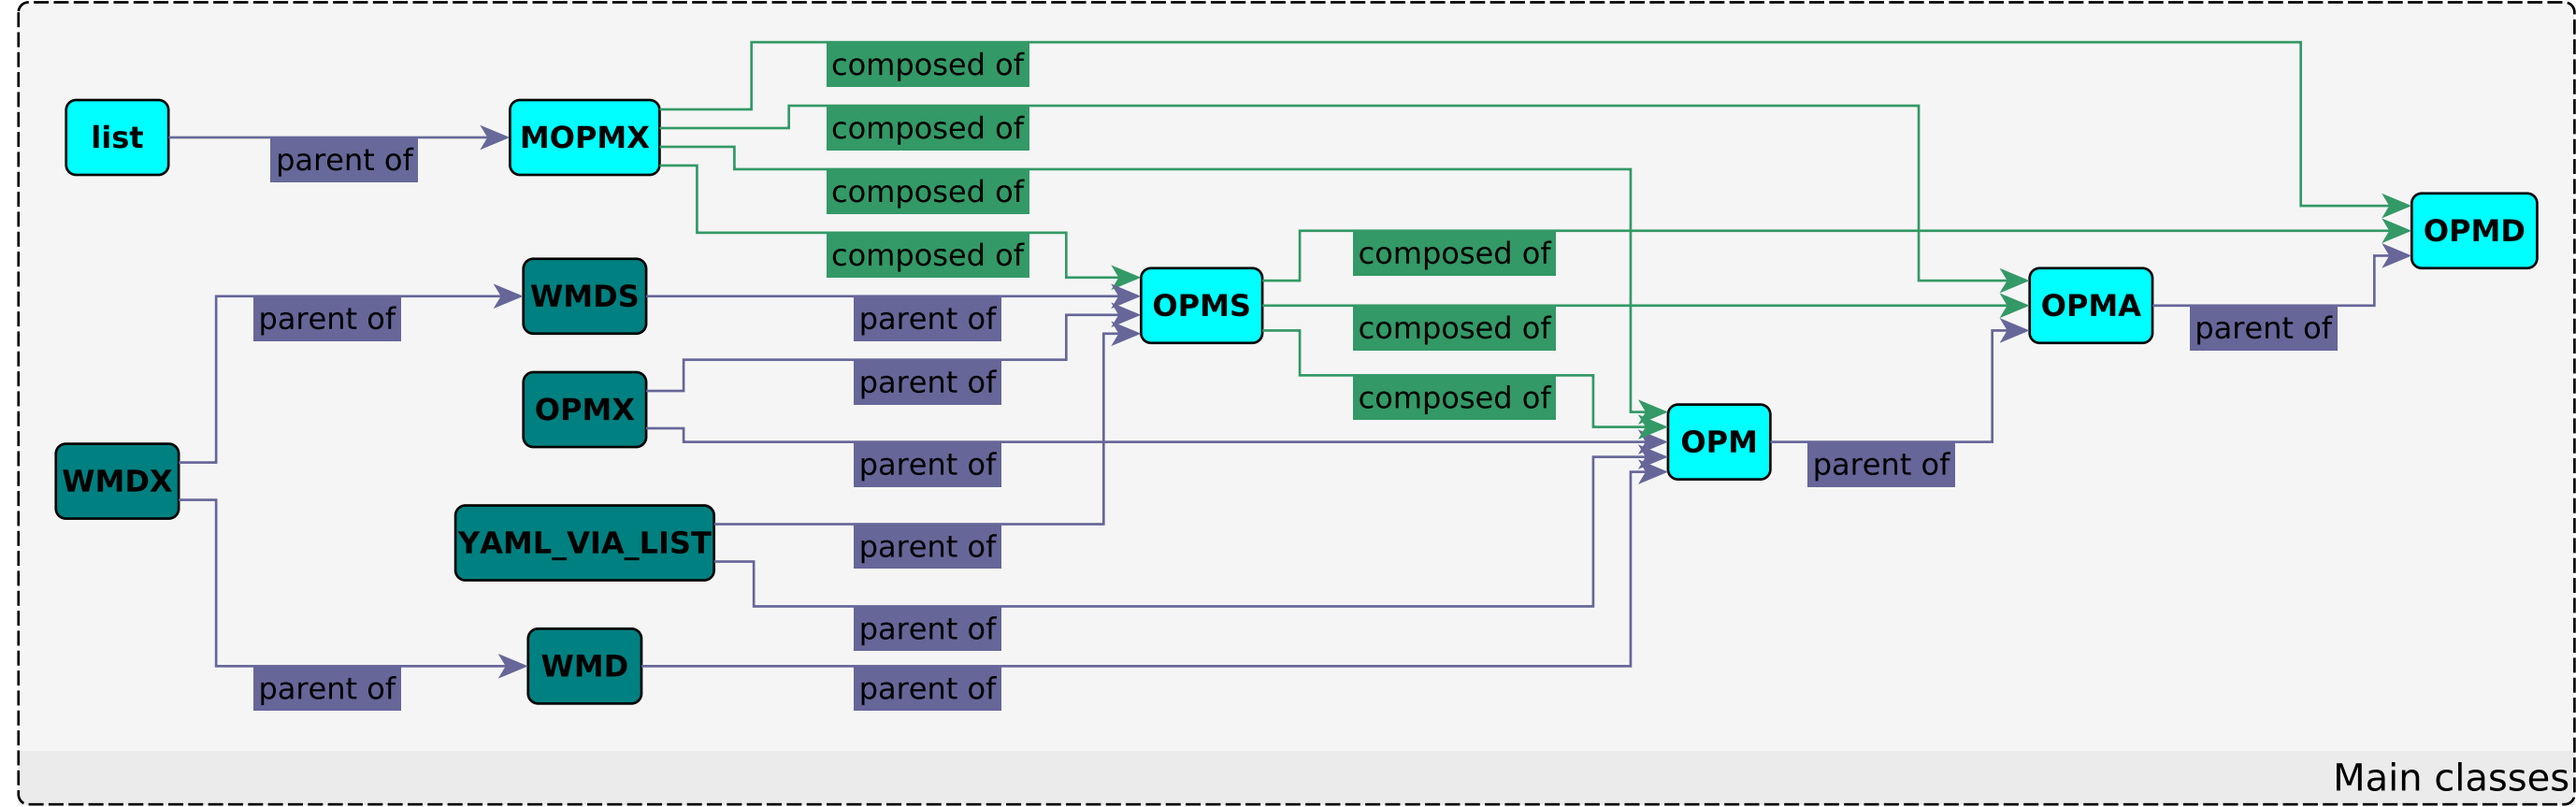 composed of
composed of
list
MOPMX
parent of
composed of
composed of
OPMD
composed of
WMDS
OPMS
OPMA
parent of
parent of
composed of
parent of
parent of
composed of
OPMX
OPM
parent of
parent of
WMDX
YAML_VIA_LIST
parent of
parent of
WMD
parent of
parent of
Main classes